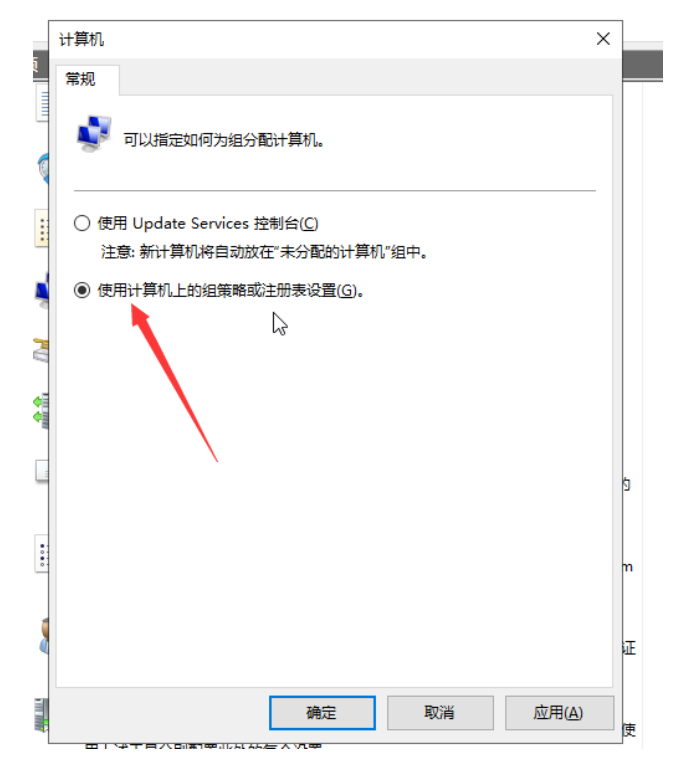 计算机
常规
可以指定如何为组分配计算机。
使用 Update Services 控制台(C)
注意: 新计算机将自动放在"未分配的计算机"组中。
使用计算机上的组策略或注册表设置(G)。
的
m
证
使
确定
取消
应用(A)